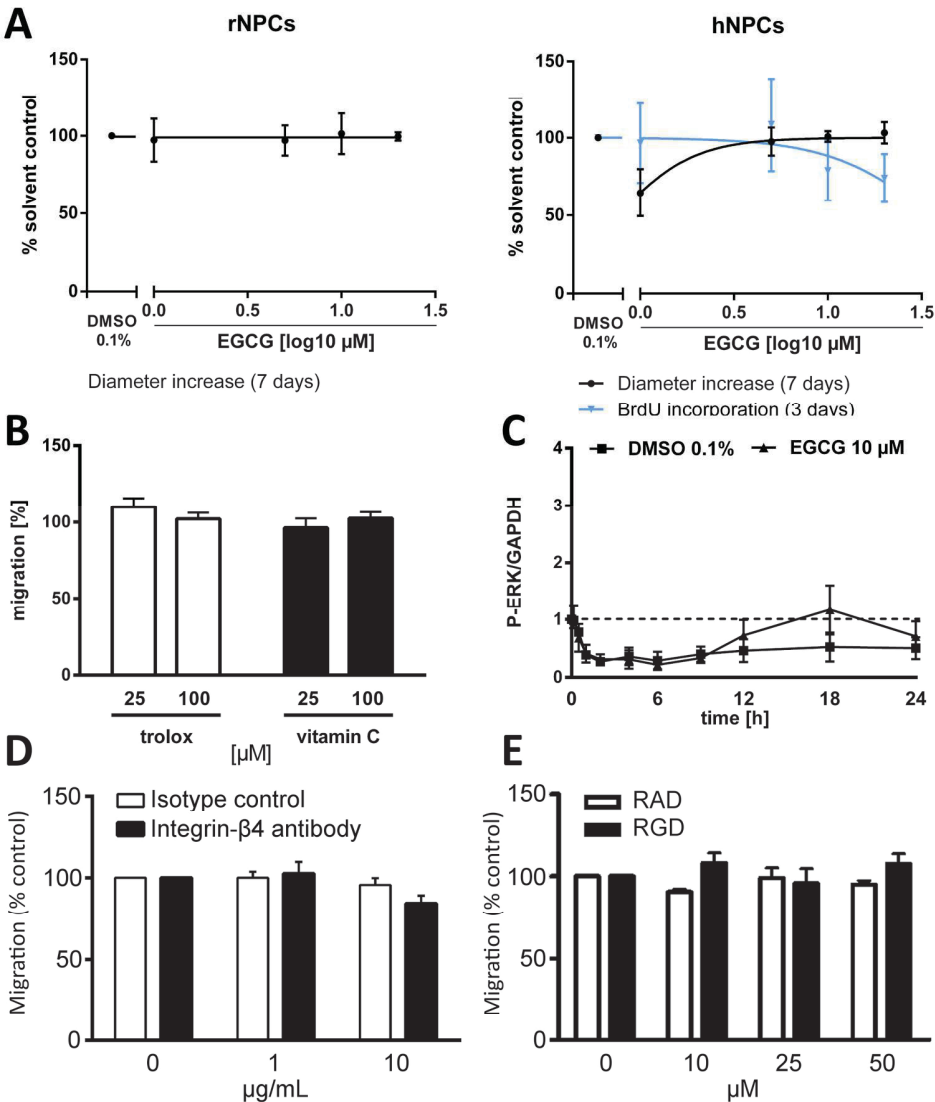 A
rNPCs
hNPCs
% solvent control
150
100
50
0
0.0 0.5 1.0 1.5
DMSO
0.1%
EGCG [log10 µM]
Diameter increase (7 days)
% solvent control
150
100
50
0
0.0 0.5 1.0 1.5
DMSO
0.1%
EGCG [log10 µM]
Diameter increase (7 days)
BrdU incorporation (3 days)
B
migration [%]
150
100
50
0
25 100 25 100
trolox vitamin C
[µM]
C
DMSO 0.1% EGCG 10 µM
P-ERK/GAPDH
4
3
2
1
0
0 6 12 18 24
time [h]
D
Migration (% control)
150
100
50
0
Isotype control
Integrin-β4 antibody
0 1 10
µg/mL
E
Migration (% control)
150
100
50
0
RAD
RGD
0 10 25 50
µM